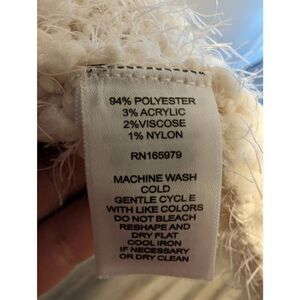 94% POLYESTER
3% ACRYLIC
2%VISCOSE
1% NYLON
RN165979
MACHINE WASH
COLD
GENTLE CYCLE
WITH LIKE COLORS
DO NOT BLEACH
RESHAPE AND
DRY FLAT
COOL IRON
IF NECESSARY
OR DRY CLEAN